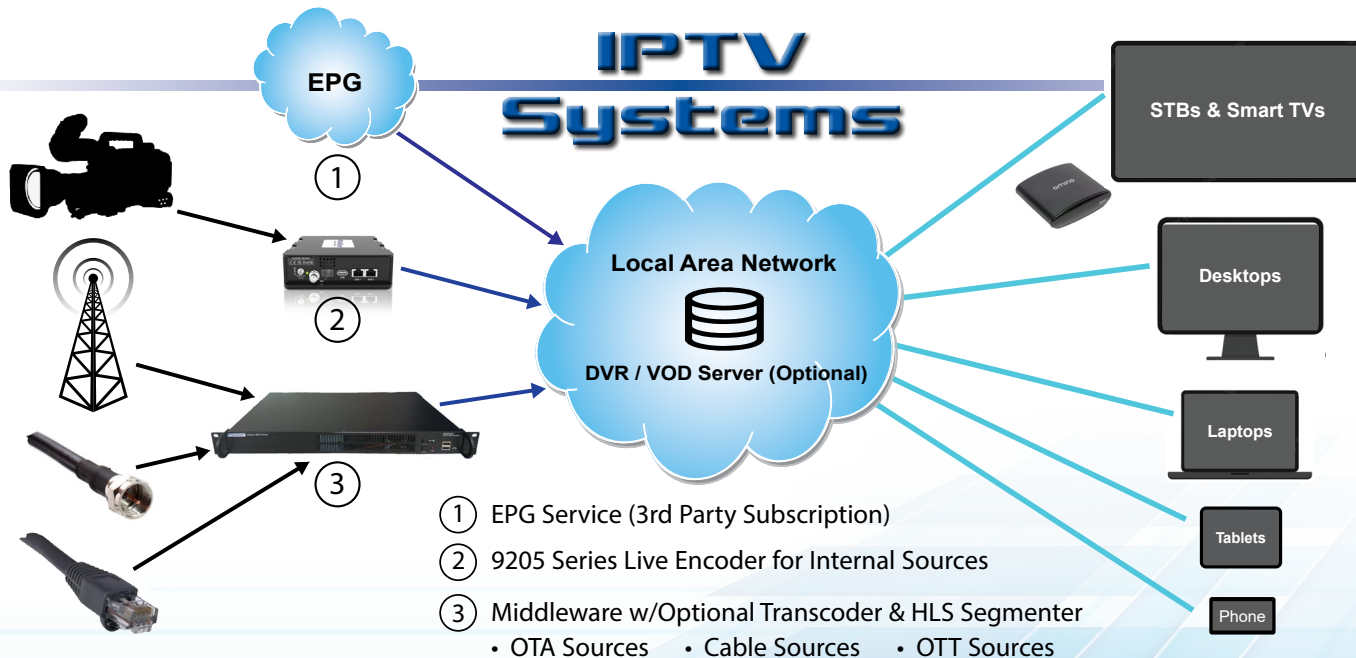 IPTV
Systems
EPG
1
2
3
Local Area Network
DVR / VOD Server (Optional)
STBs & Smart TVs
amino
Desktops
Laptops
Tablets
Phone
1 EPG Service (3rd Party Subscription)
2 9205 Series Live Encoder for Internal Sources
3 Middleware w/Optional Transcoder & HLS Segmenter
• OTA Sources • Cable Sources • OTT Sources